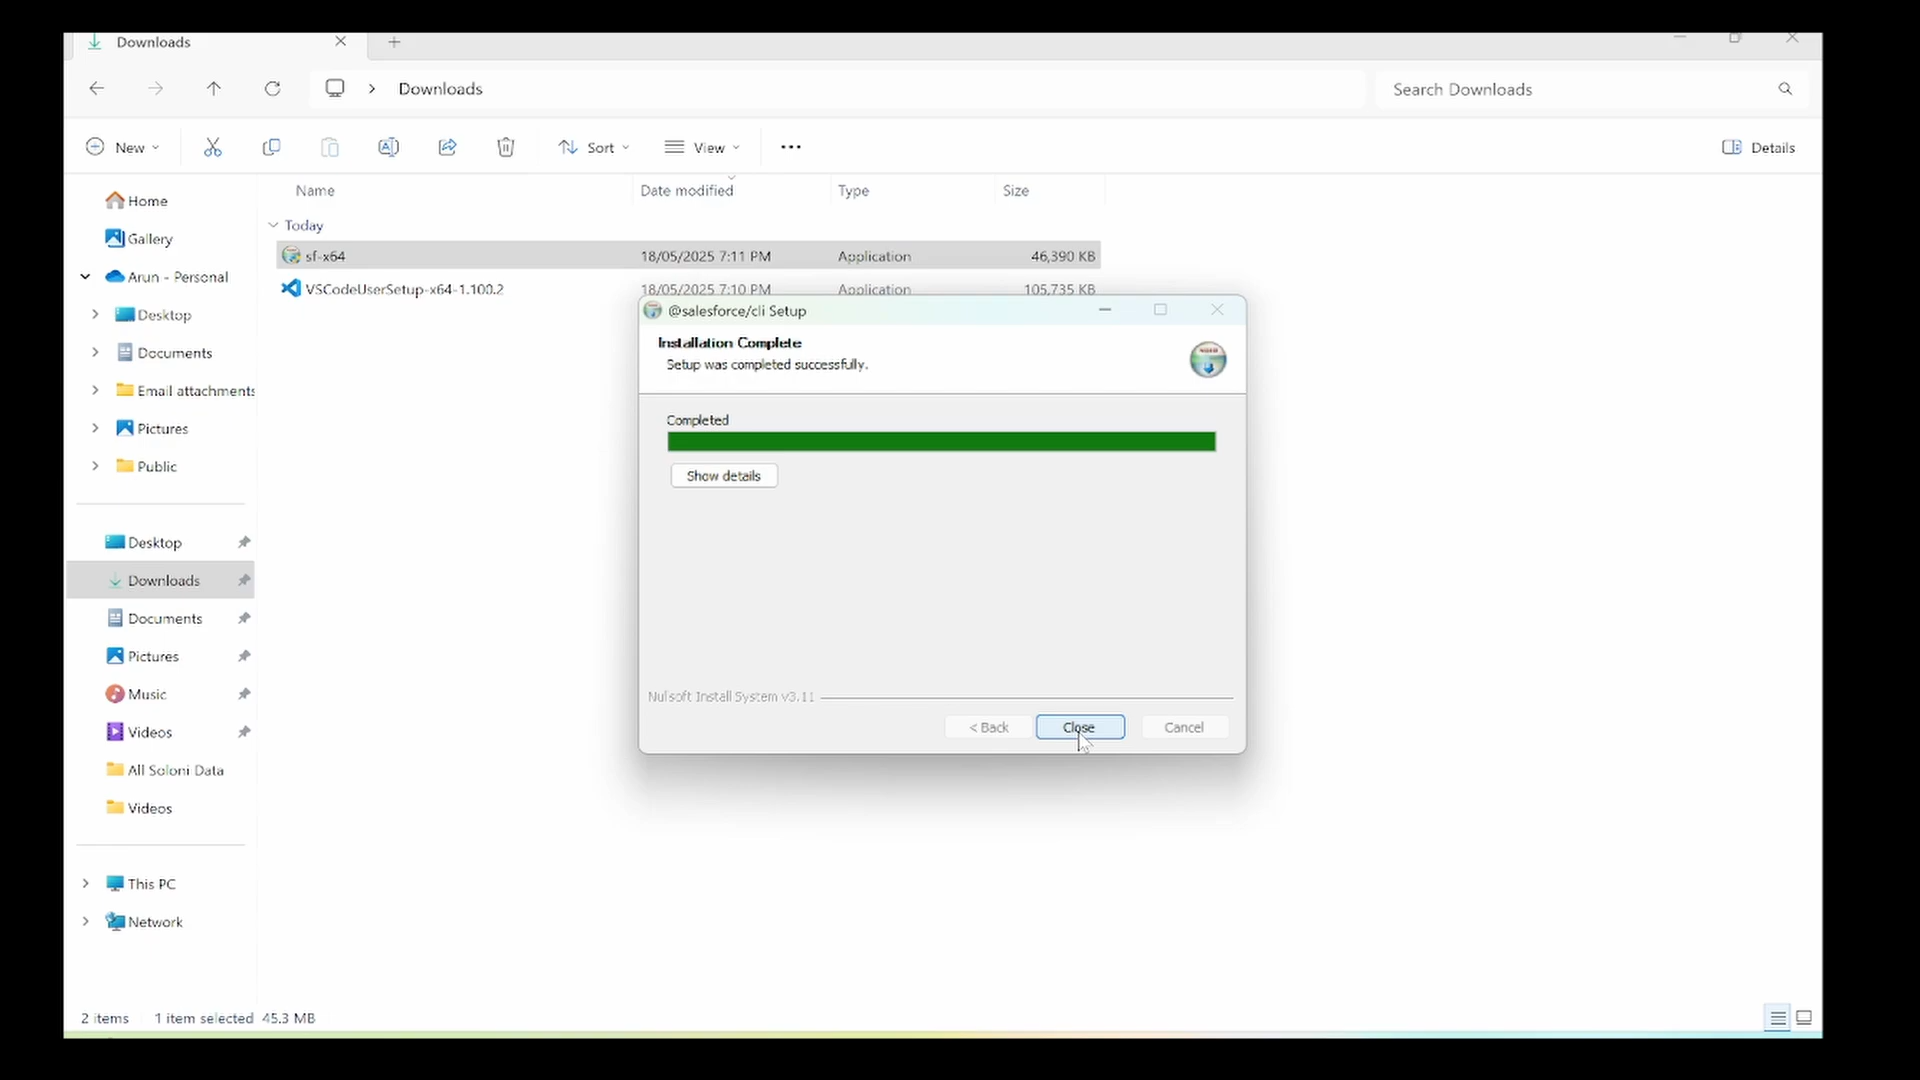 Downloads
Downloads
Search Downloads
New
Sort
View
Details
Name Date modified Type Size
Today
sf-x64 18/05/2025 7:11 PM Application 46,390 KB
VSCodeUserSetup-x64-1.100.2 18/05/2025 7:10 PM Application 105,735 KB
Home
Gallery
Arun - Personal
Desktop
Documents
Email attachments
Pictures
Public
Desktop
Downloads
Documents
Pictures
Music
Videos
All Soloni Data
Videos
This PC
Network
@salesforce/cli Setup
Installation Complete
Setup was completed successfully.
Completed
Show details
Nullsoft Install System v3.11
< Back Close Cancel
2 items 1 item selected 45.3 MB